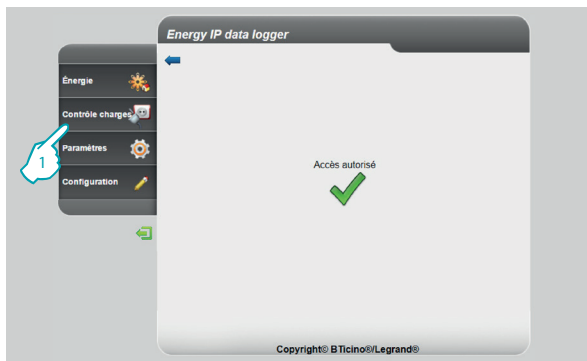 Energy IP data logger
Énergie
Contrôle charges
Paramètres
Configuration
1
Accès autorisé
Copyright© BTicino®/Legrand®